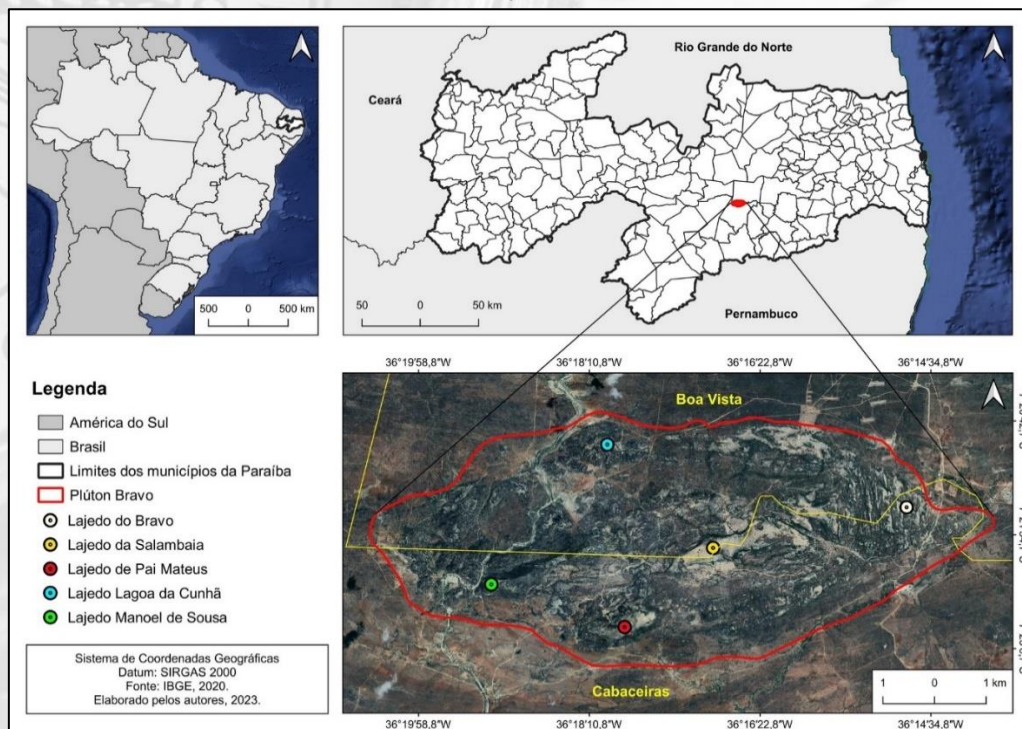 500 0 500 km
Rio Grande do Norte
Ceará
Pernambuco
50 0 50 km
Legenda
América do Sul
Brasil
Limites dos municípios da Paraíba
Plúton Bravo
Lajedo do Bravo
Lajedo da Salambaia
Lajedo de Pai Mateus
Lajedo Lagoa da Cunhã
Lajedo Manoel de Sousa
Sistema de Coordenadas Geográficas
Datum: SIRGAS 2000
Fonte: IBGE, 2020.
Elaborado pelos autores, 2023.
36°19'58,8"W 36°18'10,8"W 36°16'22,8"W 36°14'34,8"W
Boa Vista
Cabaceiras
1 0 1 km
36°19'58,8"W 36°18'10,8"W 36°16'22,8"W 36°14'34,8"W